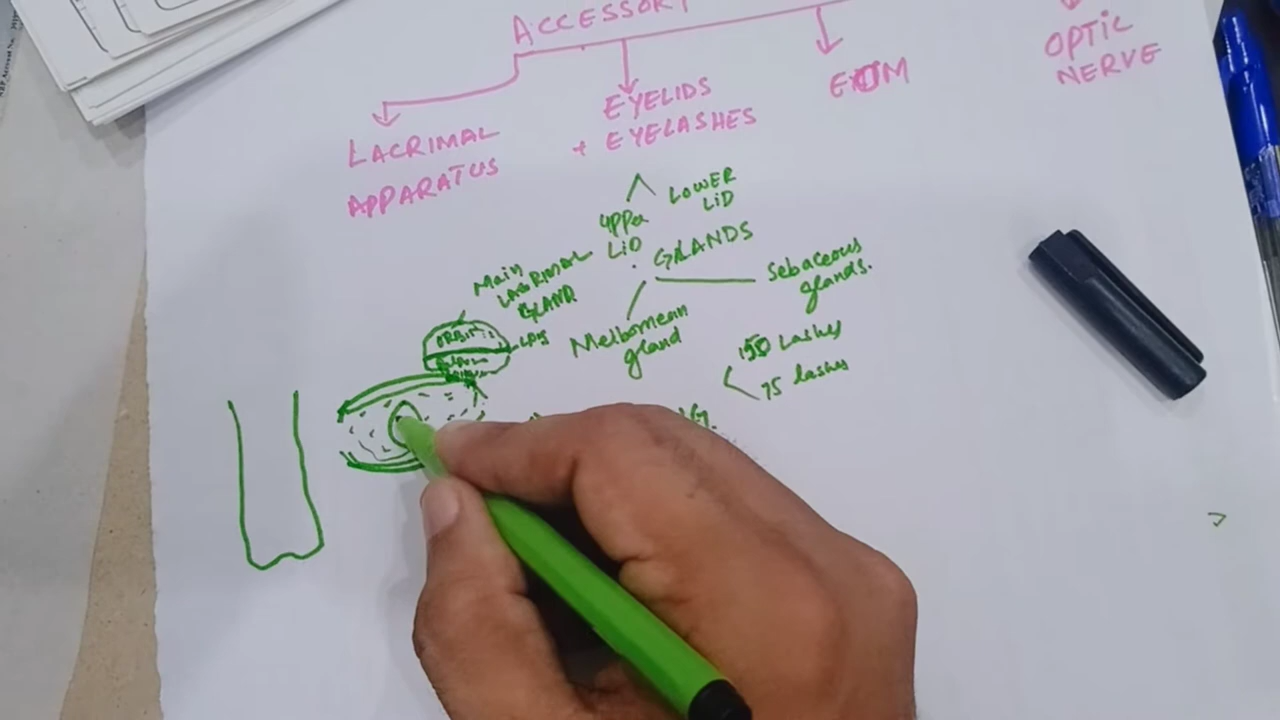 ACCESSORY
OPTIC
NERVE
EOM
EYELIDS
+ EYELASHES
LACRIMAL
APPARATUS
LOWER
LID
Upper
LID
GLANDS
Sebaceous
glands.
Main
LACRIMAL
GLAND
ORBITAL
LPS
Meibomean
gland
150 Lashes
75 lashes